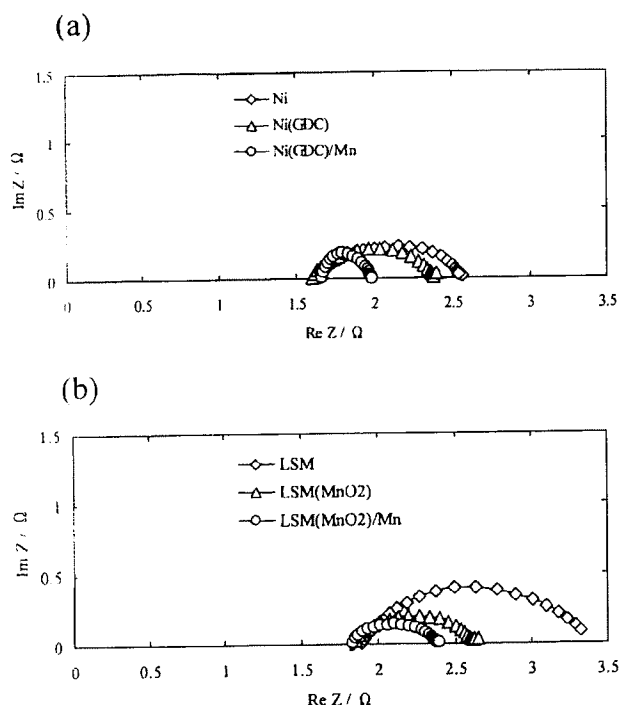 (a)
1.5
1
0.5
0
Im Z / Ω
Ni
Ni(GDC)
Ni(GDC)/Mn
0 0.5 1 1.5 2 2.5 3 3.5
Re Z / Ω
(b)
1.5
1
0.5
0
Im Z / Ω
LSM
LSM(MnO2)
LSM(MnO2)/Mn
0 0.5 1 1.5 2 2.5 3 3.5
Re Z / Ω